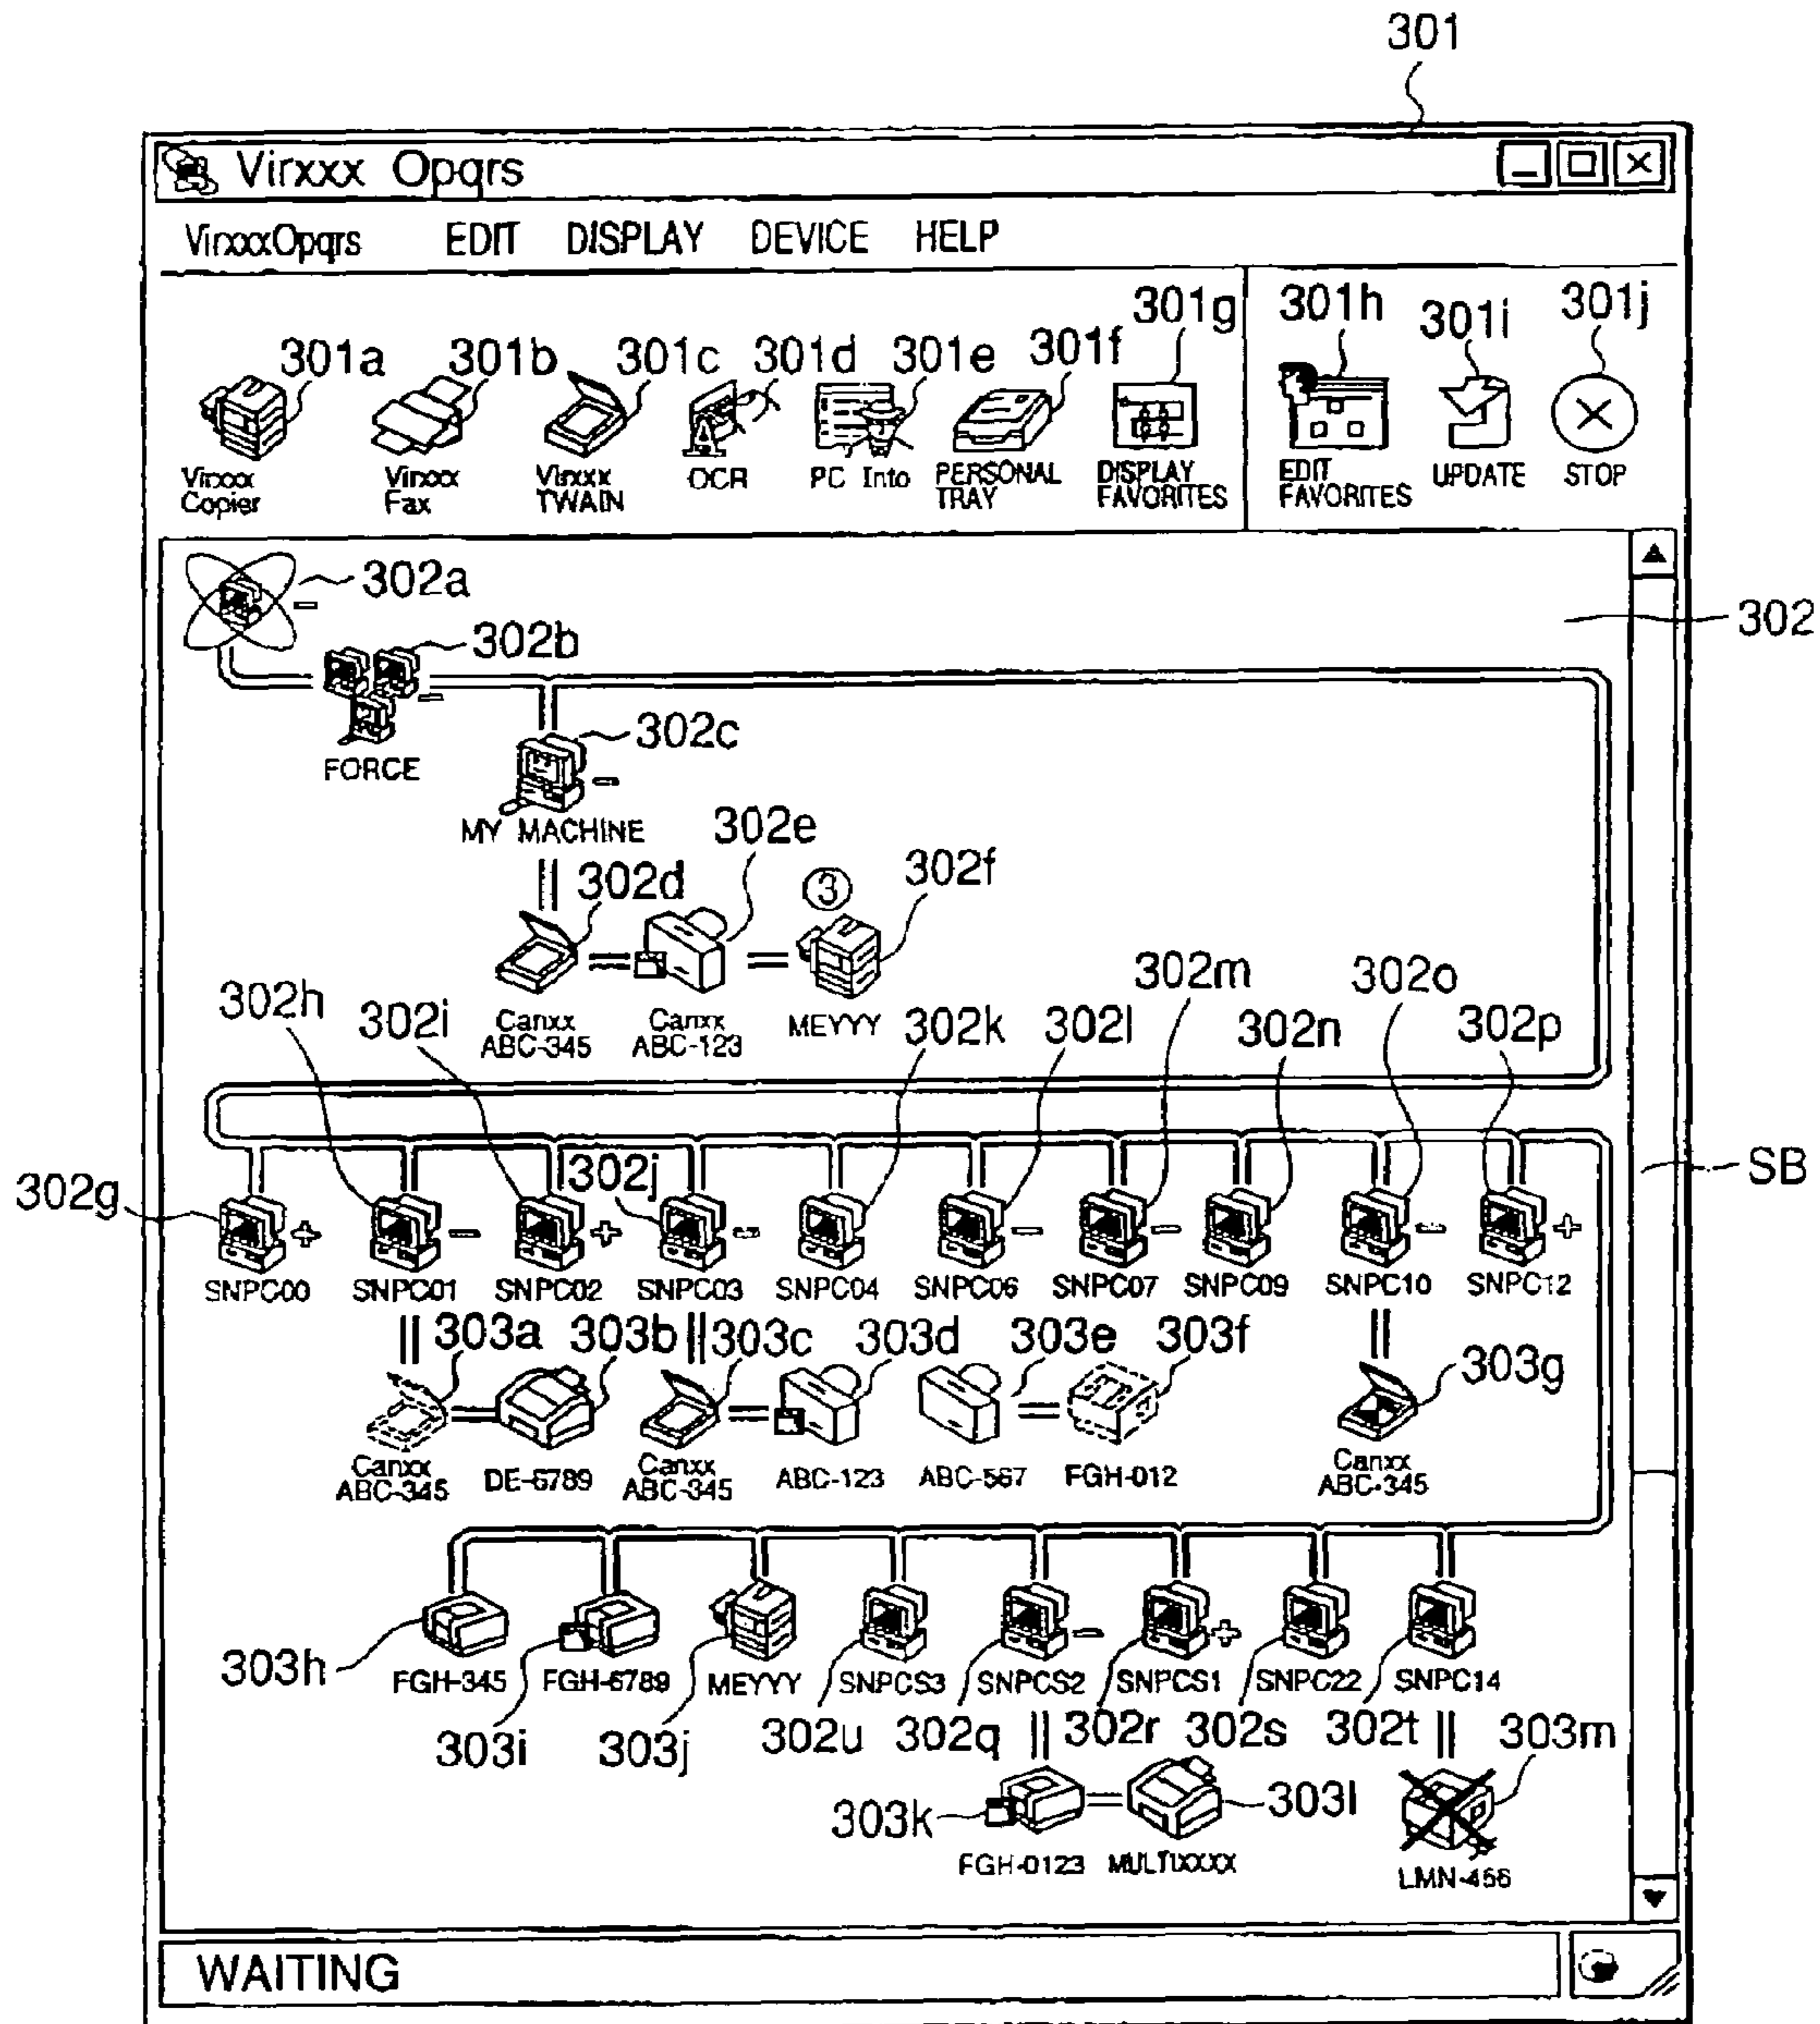 301
Virxxx Opqrs
VirxxxOpqrs EDIT DISPLAY DEVICE HELP
301a 301b 301c 301d 301e 301f 301g 301h 301i 301j
Virxxx Copier
Virxxx Fax
Virxxx TWAIN
OCR
PC Into
PERSONAL TRAY
DISPLAY FAVORITES
EDIT FAVORITES
UPDATE
STOP
302a
302
302b
FORCE
302c
MY MACHINE
302d 302e 3 302f
Canxx ABC-345
Canxx ABC-123
MEYYY
302h 302i 302k 302l 302m 302n 302o 302p
302g 302j SB
SNPC00 SNPC01 SNPC02 SNPC03 SNPC04 SNPC06 SNPC07 SNPC09 SNPC10 SNPC12
303a 303b 303c 303d 303e 303f 303g
Canxx ABC-345
DE-6789
Canxx ABC-345
ABC-123
ABC-567
FGH-012
Canxx ABC-345
303h FGH-345 FGH-6789 MEYYY SNPCS3 SNPCS2 SNPCS1 SNPC22 SNPC14
303i 303j 302u 302q 302r 302s 302t 303m
303k 303l
FGH-0123 MULTIXXXX LMN-456
WAITING